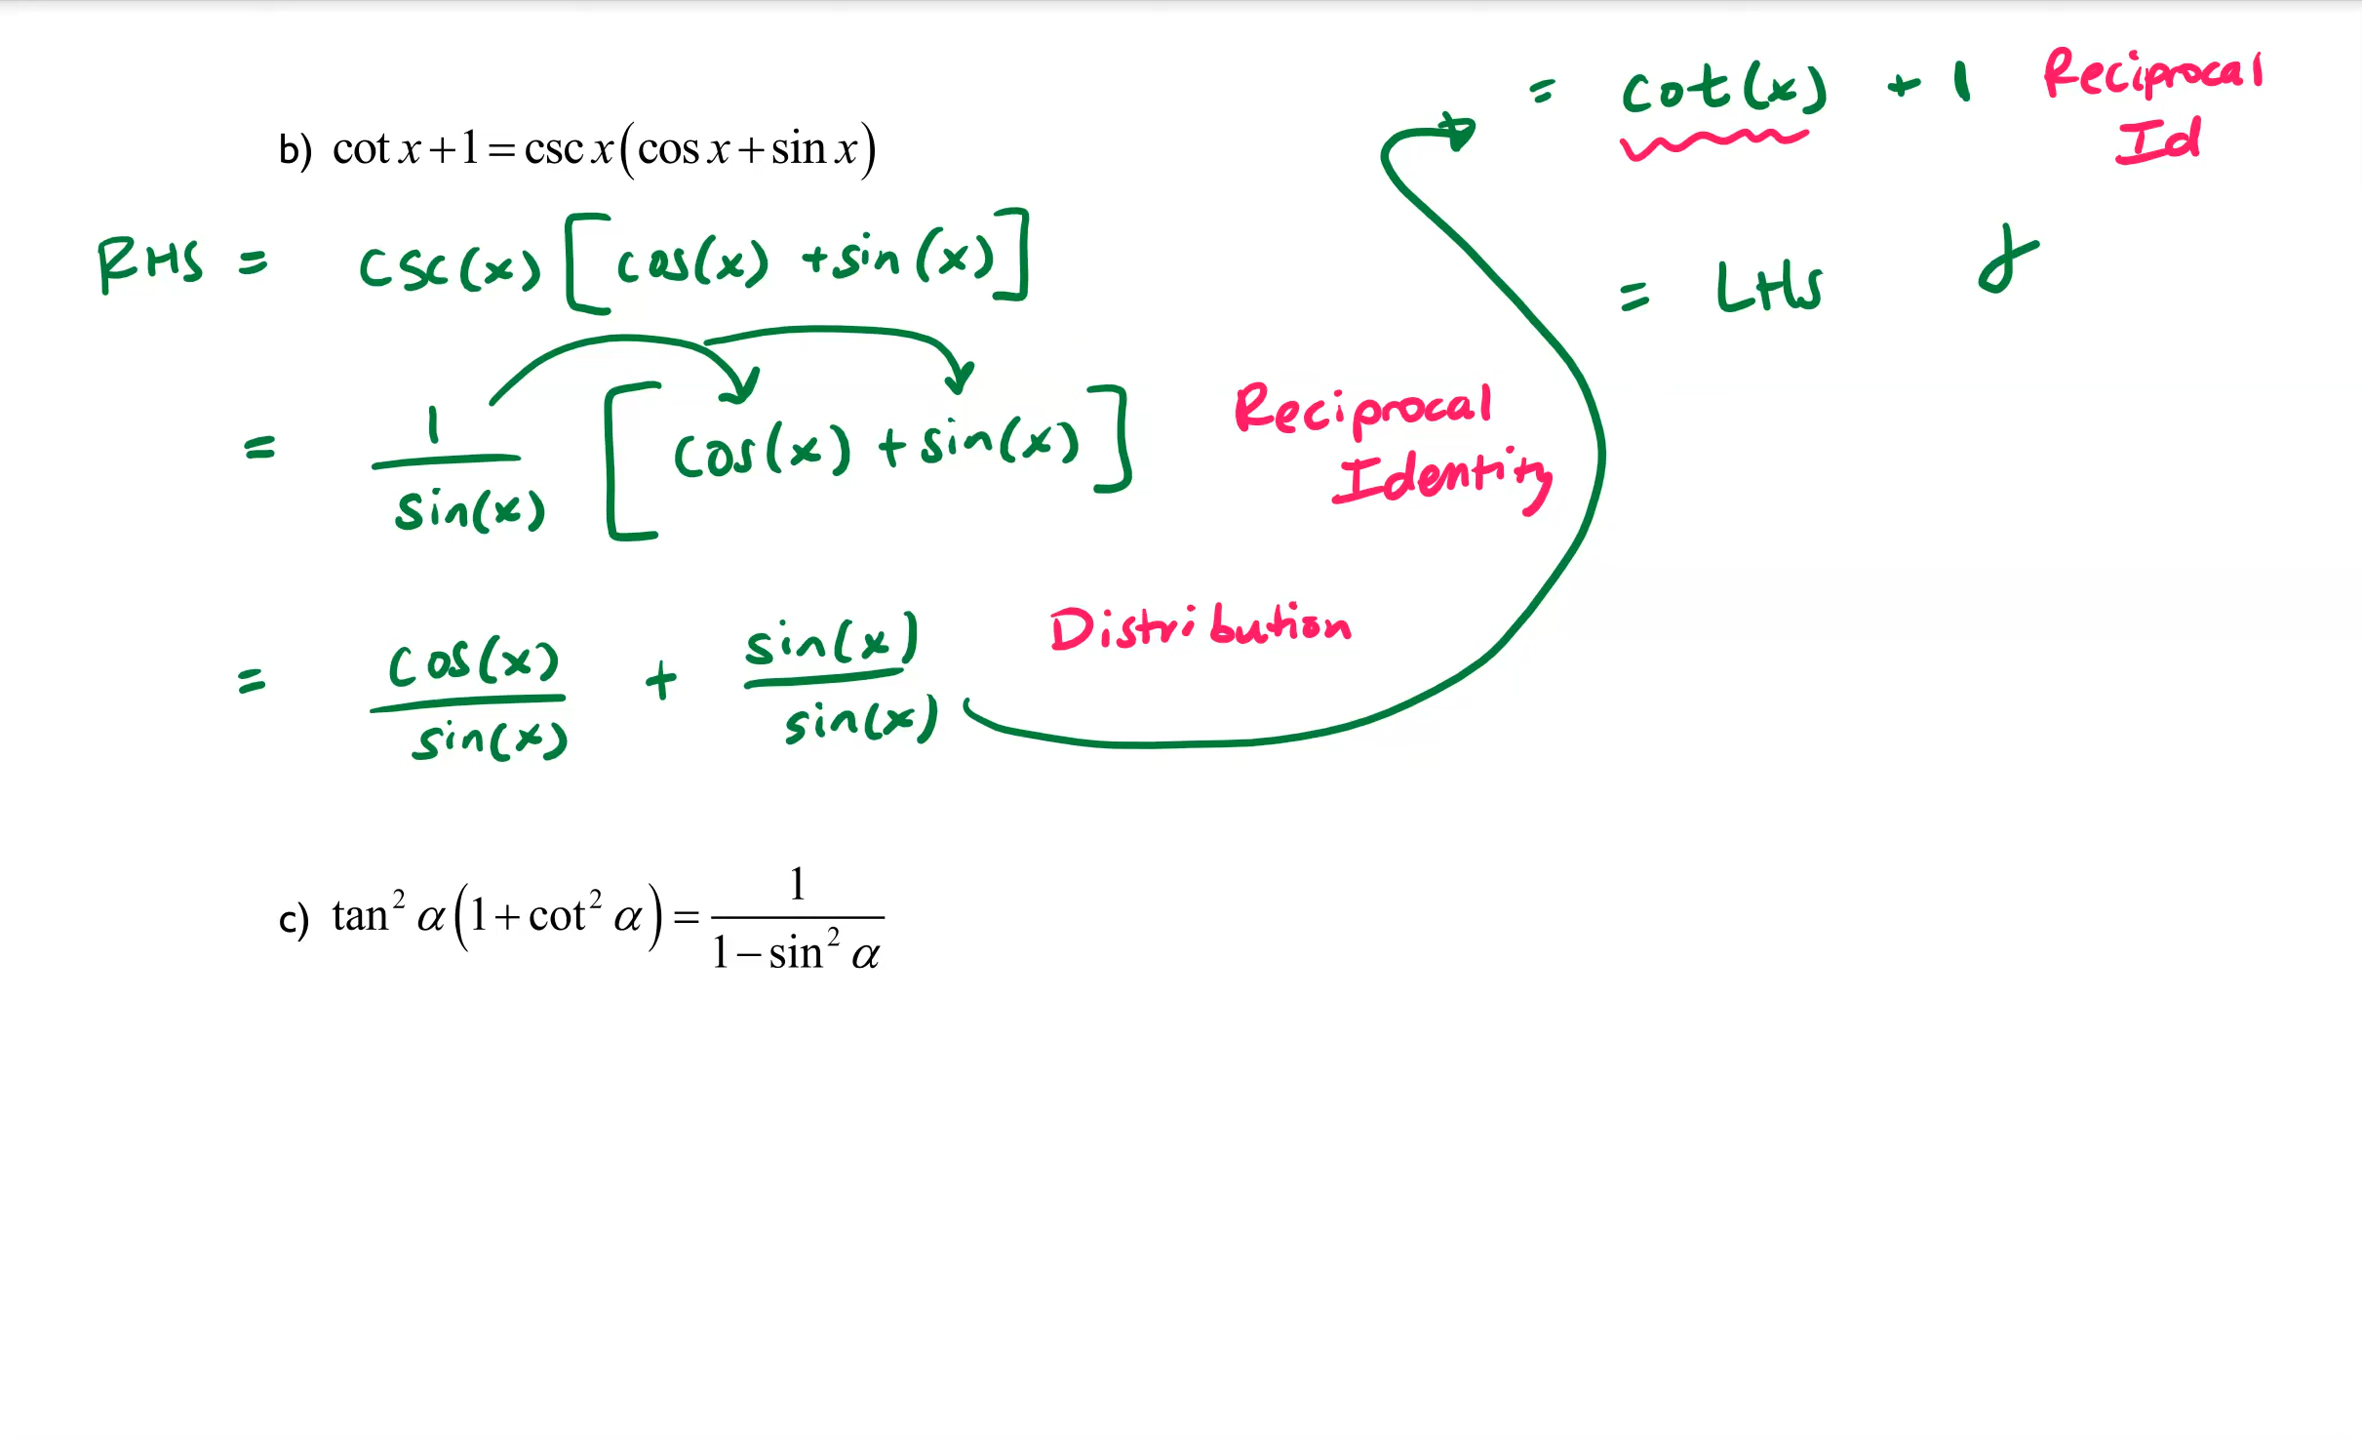 b) cot x+1=csc x(cos x+sin x)
RHS = csc(x) [cos(x) +sin(x)]
= 1/sin(x) [cos(x) +sin(x)] Reciprocal Identity
= cos(x)/sin(x) + sin(x)/sin(x) Distribution
= cot(x) + 1 Reciprocal Id
= LHS
c) tan² α(1+cot² α)= 1/(1−sin² α)